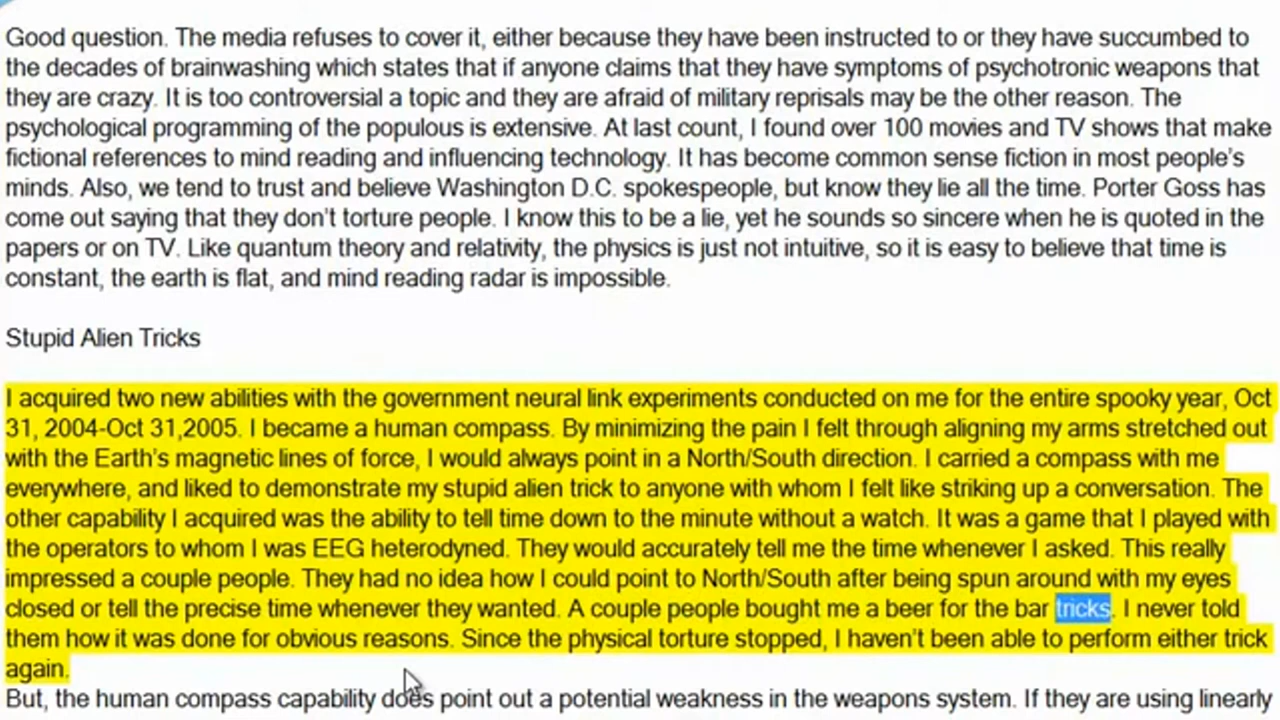 Good question. The media refuses to cover it, either because they have been instructed to or they have succumbed to
the decades of brainwashing which states that if anyone claims that they have symptoms of psychotronic weapons that
they are crazy. It is too controversial a topic and they are afraid of military reprisals may be the other reason. The
psychological programming of the populous is extensive. At last count, I found over 100 movies and TV shows that make
fictional references to mind reading and influencing technology. It has become common sense fiction in most people's
minds. Also, we tend to trust and believe Washington D.C. spokespeople, but know they lie all the time. Porter Goss has
come out saying that they don't torture people. I know this to be a lie, yet he sounds so sincere when he is quoted in the
papers or on TV. Like quantum theory and relativity, the physics is just not intuitive, so it is easy to believe that time is
constant, the earth is flat, and mind reading radar is impossible.
Stupid Alien Tricks
I acquired two new abilities with the government neural link experiments conducted on me for the entire spooky year, Oct
31, 2004-Oct 31,2005. I became a human compass. By minimizing the pain I felt through aligning my arms stretched out
with the Earth's magnetic lines of force, I would always point in a North/South direction. I carried a compass with me
everywhere, and liked to demonstrate my stupid alien trick to anyone with whom I felt like striking up a conversation. The
other capability I acquired was the ability to tell time down to the minute without a watch. It was a game that I played with
the operators to whom I was EEG heterodyned. They would accurately tell me the time whenever I asked. This really
impressed a couple people. They had no idea how I could point to North/South after being spun around with my eyes
closed or tell the precise time whenever they wanted. A couple people bought me a beer for the bar tricks. I never told
them how it was done for obvious reasons. Since the physical torture stopped, I haven't been able to perform either trick
again.
But, the human compass capability does point out a potential weakness in the weapons system. If they are using linearly